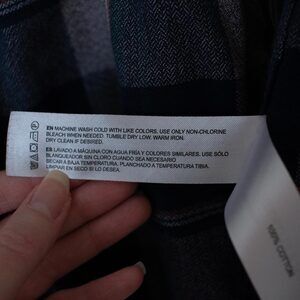 EN MACHINE WASH COLD WITH LIKE COLORS. USE ONLY NON-CHLORINE
BLEACH WHEN NEEDED. TUMBLE DRY LOW. WARM IRON.
DRY CLEAN IF DESIRED.
ES LAVADO A MÁQUINA CON AGUA FRÍA Y COLORES SIMILARES. USE SÓLO
BLANQUEADOR SIN CLORO CUANDO SEA NECESARIO
SECAR A BAJA TEMPERATURA. PLANCHADO A TEMPERATURA TIBIA.
LIMPIAR EN SECO SI LO DESEA.
100% COTTON